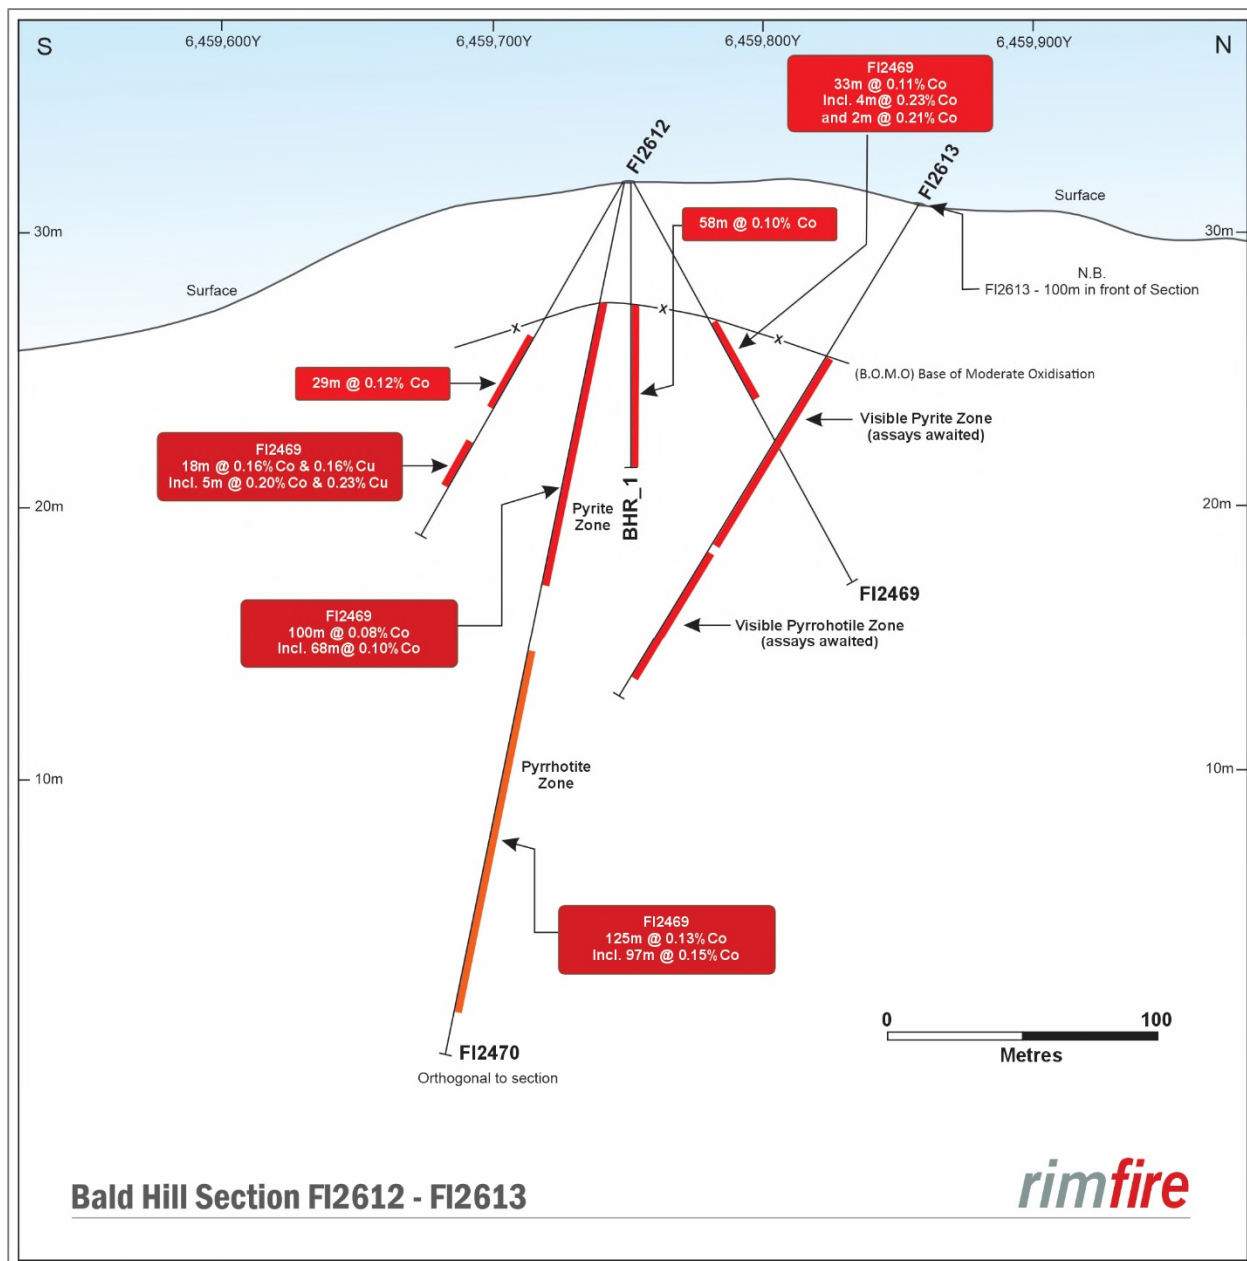 S
6,459,600Y
6,459,700Y
6,459,800Y
6,459,900Y
N
FI2469
33m @ 0.11% Co
Incl. 4m@ 0.23% Co
and 2m @ 0.21% Co
FI2612
FI2613
58m @ 0.10% Co
Surface
30m
30m
Surface
N.B.
FI2613 - 100m in front of Section
x
x
x
(B.O.M.O) Base of Moderate Oxidisation
29m @ 0.12% Co
Visible Pyrite Zone
(assays awaited)
FI2469
18m @ 0.16% Co & 0.16% Cu
Incl. 5m @ 0.20% Co & 0.23% Cu
20m
20m
Pyrite
Zone
BHR_1
FI2469
FI2469
100m @ 0.08% Co
Incl. 68m@ 0.10% Co
Visible Pyrrohotile Zone
(assays awaited)
10m
10m
Pyrrhotite
Zone
FI2469
125m @ 0.13% Co
Incl. 97m @ 0.15% Co
0 100
Metres
FI2470
Orthogonal to section
Bald Hill Section FI2612 - FI2613
rimfire